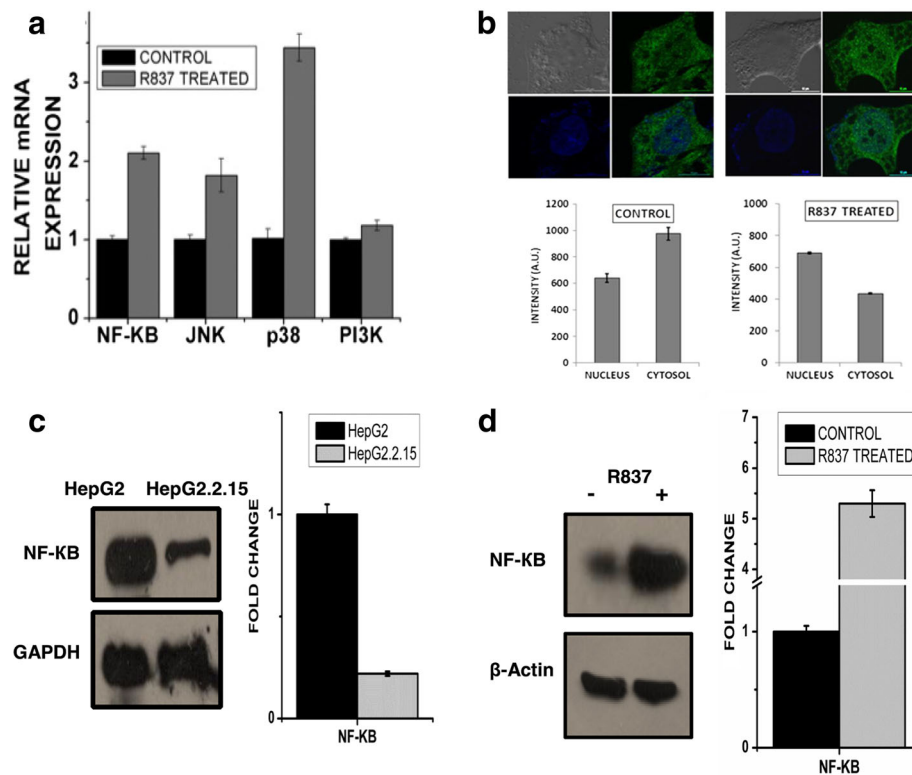 a
CONTROL
R837 TREATED
RELATIVE mRNA
EXPRESSION
3
2
1
0
NF-KB JNK p38 PI3K
b
CONTROL
INTENSITY (A.U.)
1200
1000
800
600
400
200
0
NUCLEUS CYTOSOL
R837 TREATED
INTENSITY (A.U.)
1000
800
600
400
200
0
NUCLEUS CYTOSOL
c
HepG2 HepG2.2.15
NF-KB
GAPDH
HepG2
HepG2.2.15
FOLD CHANGE
1
0
NF-KB
d
R837
- +
NF-KB
β-Actin
CONTROL
R837 TREATED
FOLD CHANGE
7
6
5
1
0
NF-KB